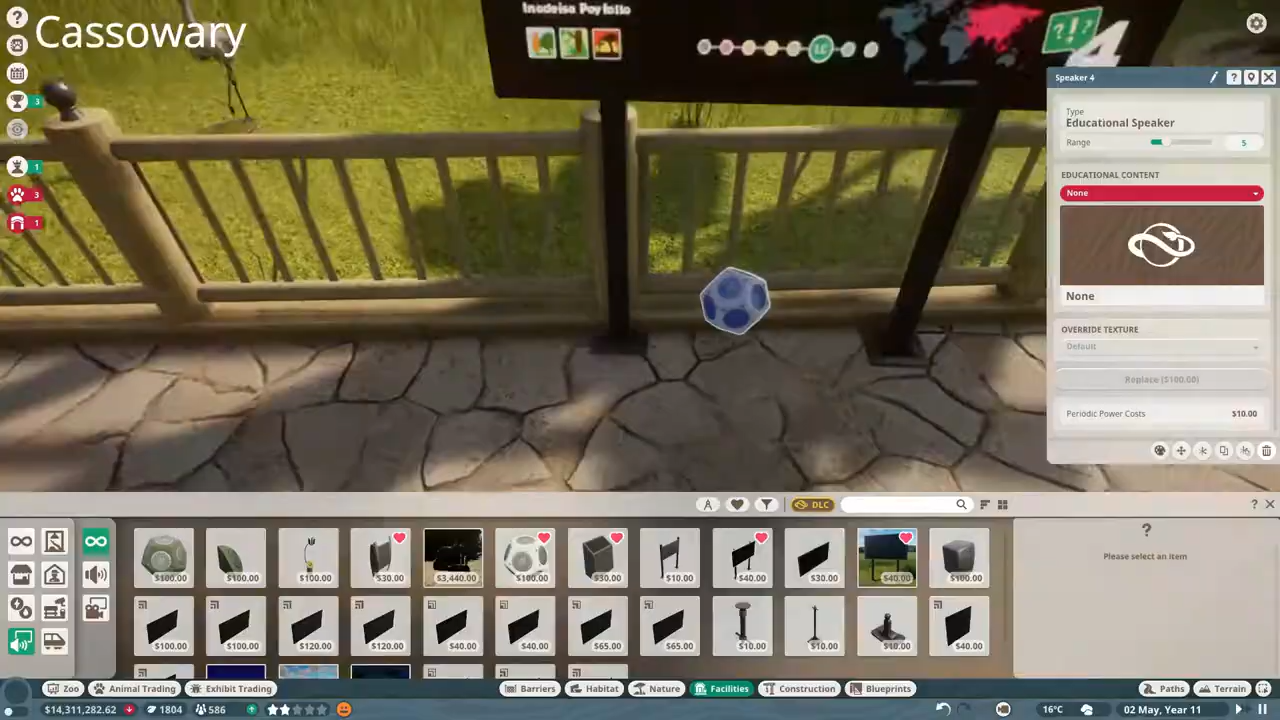 Cassowary
LC
?!?
3
1
3
1
Speaker 4
Type
Educational Speaker
Range
5
EDUCATIONAL CONTENT
None
None
OVERRIDE TEXTURE
Default
Replace ($100.00)
Periodic Power Costs
$10.00
DLC
Please select an item
$100.00
$100.00
$100.00
$30.00
$3,440.00
$100.00
$30.00
$10.00
$40.00
$30.00
$40.00
$100.00
$100.00
$100.00
$120.00
$120.00
$40.00
$40.00
$65.00
$65.00
$10.00
$10.00
$10.00
$40.00
Zoo
Animal Trading
Exhibit Trading
Barriers
Habitat
Nature
Facilities
Construction
Blueprints
Paths
Terrain
$14,311,282.62
1804
586
16°C
02 May, Year 11